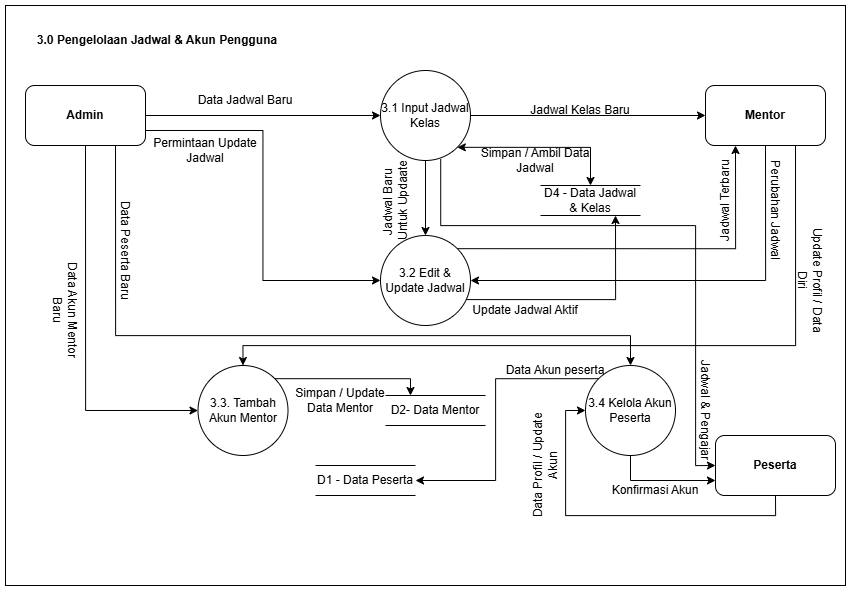 3.0 Pengelolaan Jadwal & Akun Pengguna
Admin
Data Jadwal Baru
3.1 Input Jadwal
Kelas
Jadwal Kelas Baru
Mentor
Permintaan Update
Jadwal
Simpan / Ambil Data
Jadwal
D4 - Data Jadwal
& Kelas
Jadwal Baru
Untuk Updaate
Jadwal Terbaru
Perubahan Jadwal
Update Profil / Data
Diri
Data Peserta Baru
Data Akun Mentor
Baru
3.2 Edit &
Update Jadwal
Update Jadwal Aktif
3.3. Tambah
Akun Mentor
Simpan / Update
Data Mentor
D2- Data Mentor
Data Akun peserta
3.4 Kelola Akun
Peserta
Jadwal & Pengajar
D1 - Data Peserta
Data Profil / Update
Akun
Konfirmasi Akun
Peserta